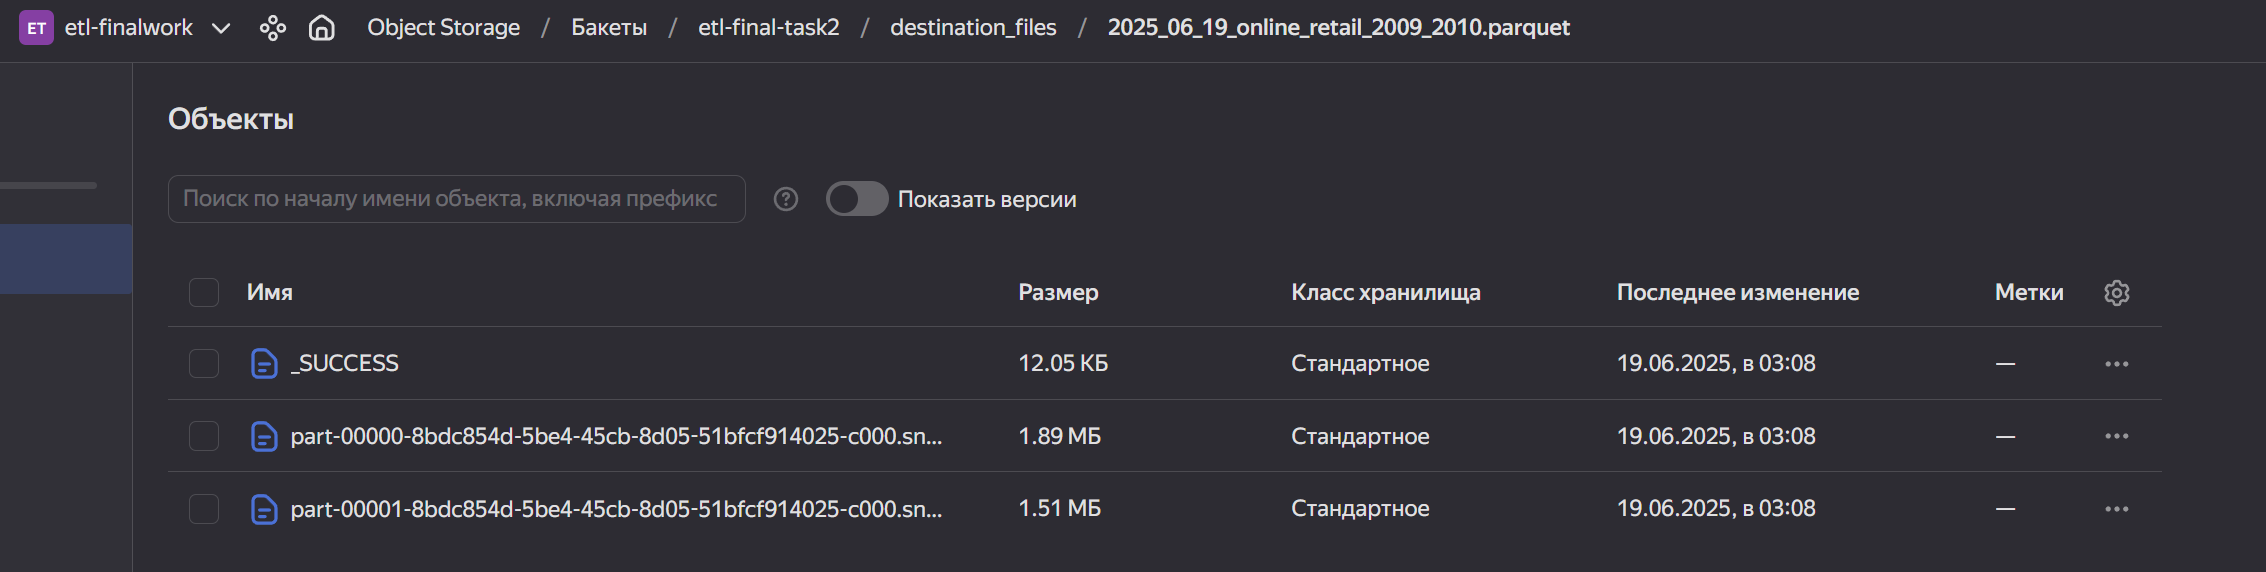 ET etl-finalwork Object Storage / Бакеты / etl-final-task2 / destination_files / 2025_06_19_online_retail_2009_2010.parquet
Объекты
Поиск по началу имени объекта, включая префикс ? Показать версии
Имя Размер Класс хранилища Последнее изменение Метки
_SUCCESS 12.05 КБ Стандартное 19.06.2025, в 03:08 —
part-00000-8bdc854d-5be4-45cb-8d05-51bfcf914025-c000.sn... 1.89 МБ Стандартное 19.06.2025, в 03:08 —
part-00001-8bdc854d-5be4-45cb-8d05-51bfcf914025-c000.sn... 1.51 МБ Стандартное 19.06.2025, в 03:08 —